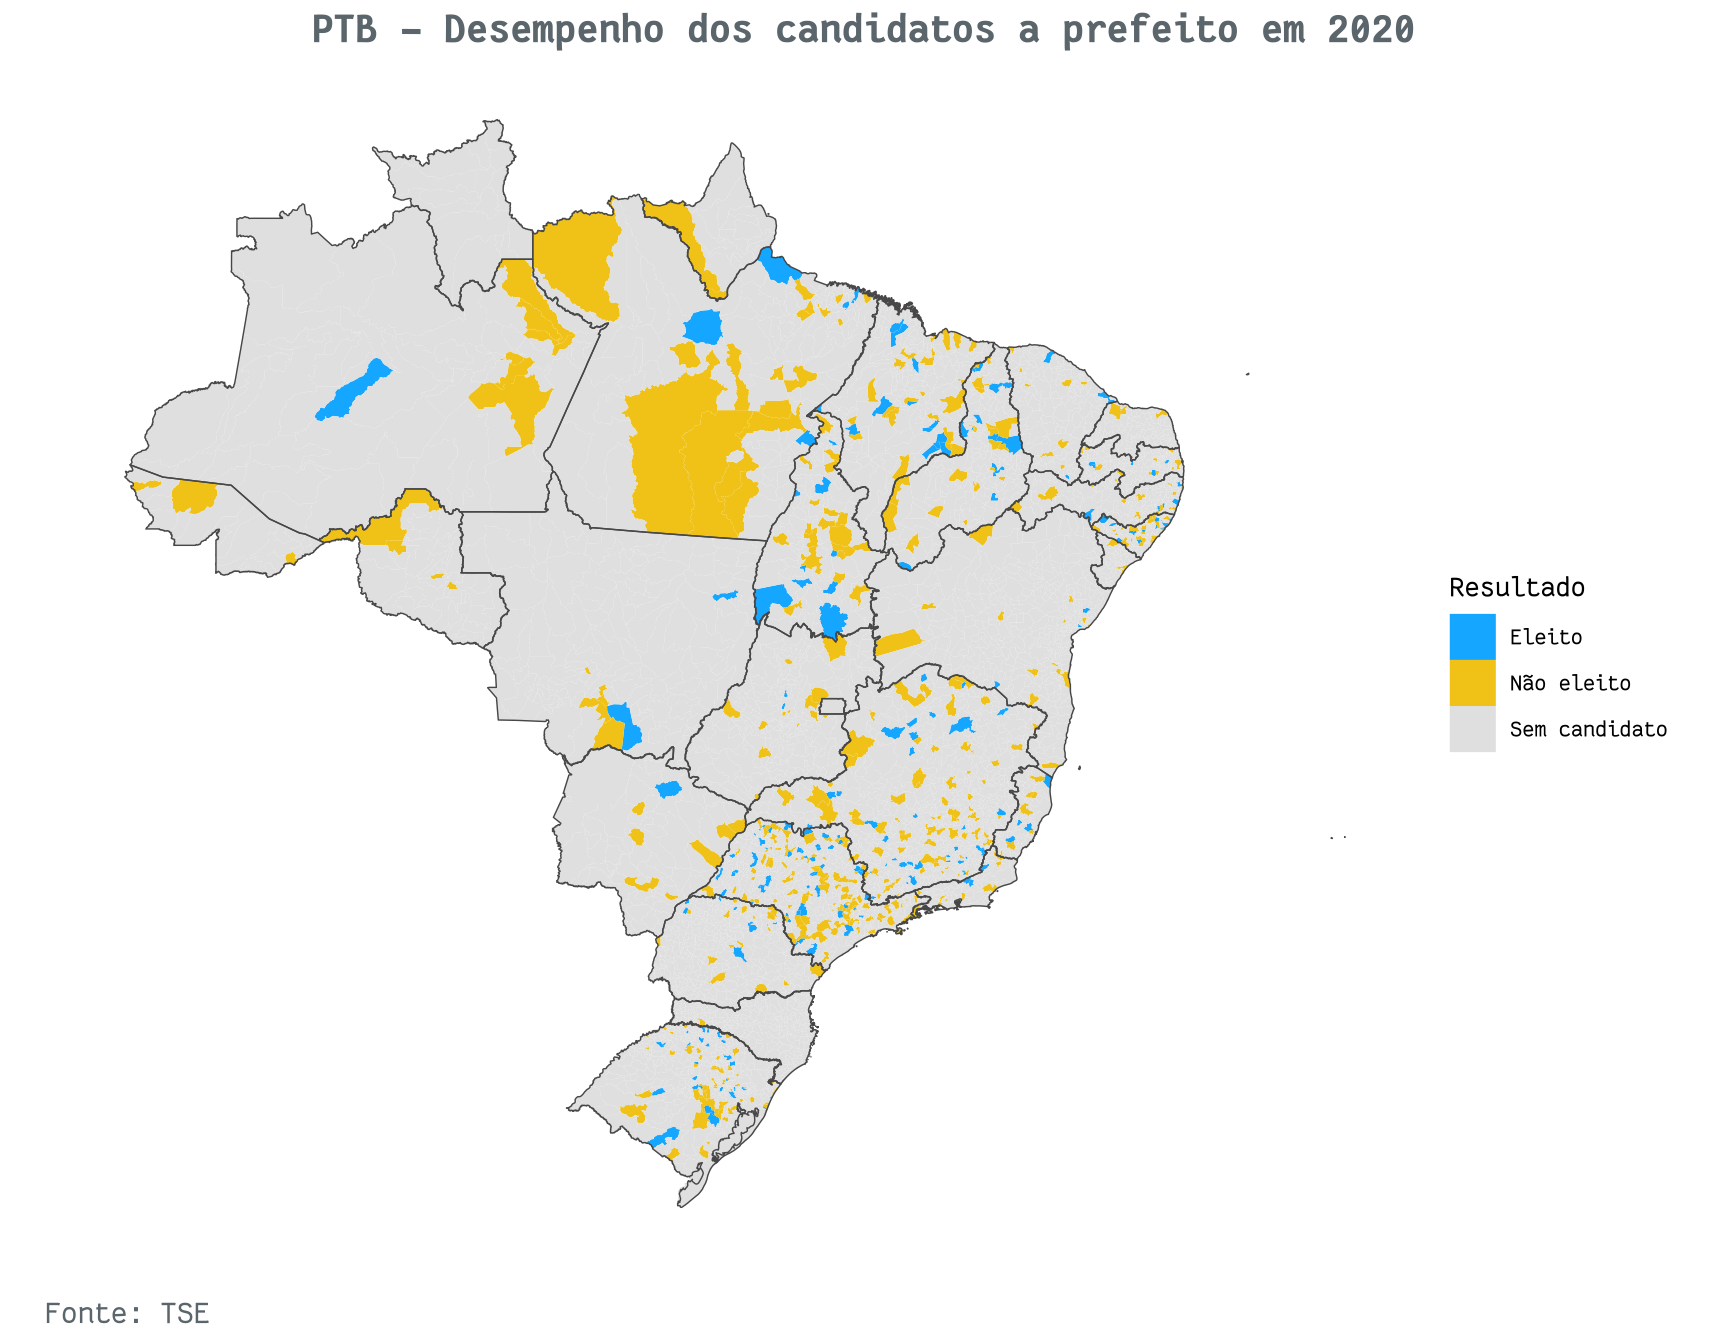 PTB – Desempenho dos candidatos a prefeito em 2020
Resultado
Eleito
Não eleito
Sem candidato
Fonte: TSE